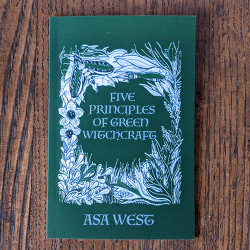 FIVE
PRINCIPLES
OF GREEN
WITCHCRAFT
ASA WEST